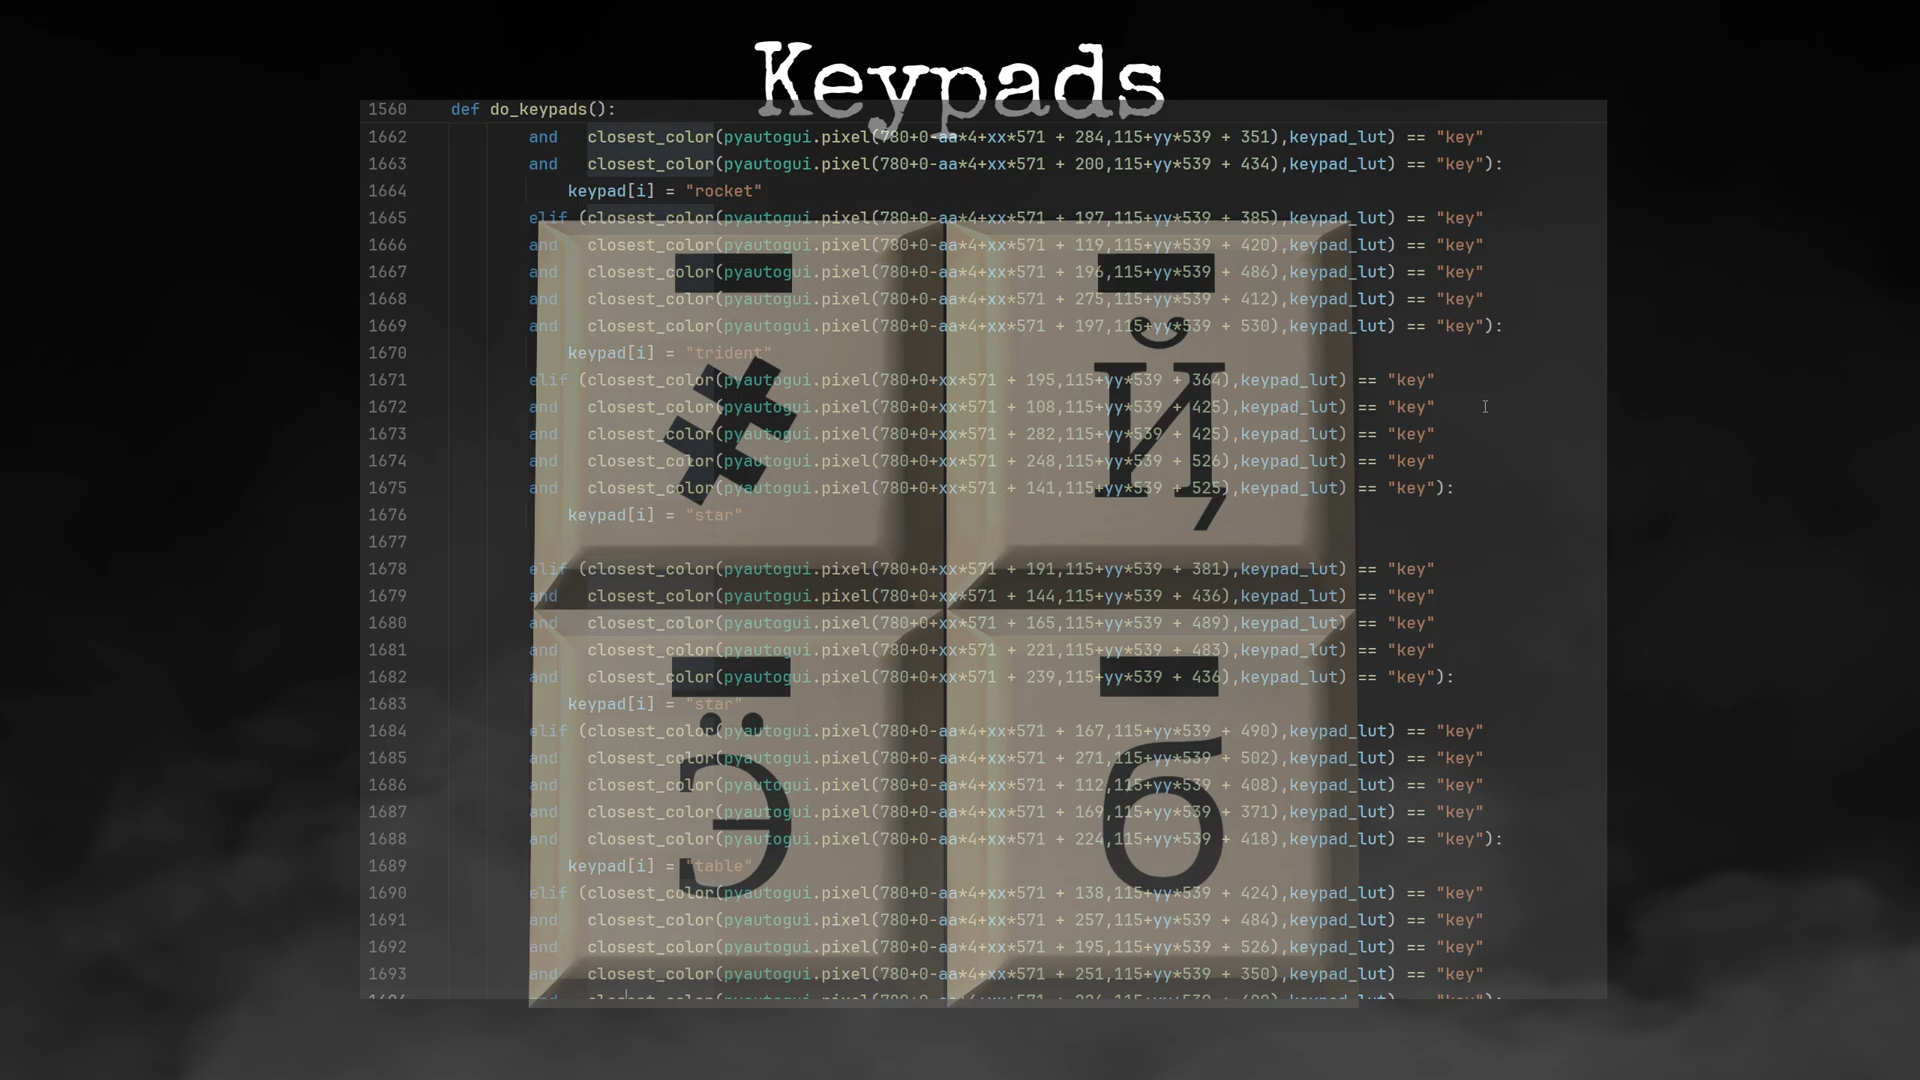 Keypads
1560 def do_keypads():
1662 and closest_color(pyautogui.pixel(780+0-aa*4+xx*571 + 284,115+yy*539 + 351),keypad_lut) == "key"
1663 and closest_color(pyautogui.pixel(780+0-aa*4+xx*571 + 200,115+yy*539 + 434),keypad_lut) == "key"):
1664 keypad[i] = "rocket"
1665 elif (closest_color(pyautogui.pixel(780+0-aa*4+xx*571 + 197,115+yy*539 + 385),keypad_lut) == "key"
1666 and closest_color(pyautogui.pixel(780+0-aa*4+xx*571 + 119,115+yy*539 + 420),keypad_lut) == "key"
1667 and closest_color(pyautogui.pixel(780+0-aa*4+xx*571 + 196,115+yy*539 + 486),keypad_lut) == "key"
1668 and closest_color(pyautogui.pixel(780+0-aa*4+xx*571 + 275,115+yy*539 + 412),keypad_lut) == "key"
1669 and closest_color(pyautogui.pixel(780+0-aa*4+xx*571 + 197,115+yy*539 + 530),keypad_lut) == "key"):
1670 keypad[i] = "trident"
1671 elif (closest_color(pyautogui.pixel(780+0+xx*571 + 195,115+yy*539 + 364),keypad_lut) == "key"
1672 and closest_color(pyautogui.pixel(780+0+xx*571 + 108,115+yy*539 + 425),keypad_lut) == "key"
1673 and closest_color(pyautogui.pixel(780+0+xx*571 + 282,115+yy*539 + 425),keypad_lut) == "key"
1674 and closest_color(pyautogui.pixel(780+0+xx*571 + 248,115+yy*539 + 526),keypad_lut) == "key"
1675 and closest_color(pyautogui.pixel(780+0+xx*571 + 141,115+yy*539 + 525),keypad_lut) == "key"):
1676 keypad[i] = "star"
1677
1678 elif (closest_color(pyautogui.pixel(780+0+xx*571 + 191,115+yy*539 + 381),keypad_lut) == "key"
1679 and closest_color(pyautogui.pixel(780+0+xx*571 + 144,115+yy*539 + 436),keypad_lut) == "key"
1680 and closest_color(pyautogui.pixel(780+0+xx*571 + 165,115+yy*539 + 489),keypad_lut) == "key"
1681 and closest_color(pyautogui.pixel(780+0+xx*571 + 221,115+yy*539 + 483),keypad_lut) == "key"
1682 and closest_color(pyautogui.pixel(780+0+xx*571 + 239,115+yy*539 + 436),keypad_lut) == "key"):
1683 keypad[i] = "star"
1684 elif (closest_color(pyautogui.pixel(780+0-aa*4+xx*571 + 167,115+yy*539 + 490),keypad_lut) == "key"
1685 and closest_color(pyautogui.pixel(780+0-aa*4+xx*571 + 271,115+yy*539 + 502),keypad_lut) == "key"
1686 and closest_color(pyautogui.pixel(780+0-aa*4+xx*571 + 112,115+yy*539 + 408),keypad_lut) == "key"
1687 and closest_color(pyautogui.pixel(780+0-aa*4+xx*571 + 169,115+yy*539 + 371),keypad_lut) == "key"
1688 and closest_color(pyautogui.pixel(780+0-aa*4+xx*571 + 224,115+yy*539 + 418),keypad_lut) == "key"):
1689 keypad[i] = "table"
1690 elif (closest_color(pyautogui.pixel(780+0-aa*4+xx*571 + 138,115+yy*539 + 424),keypad_lut) == "key"
1691 and closest_color(pyautogui.pixel(780+0-aa*4+xx*571 + 257,115+yy*539 + 484),keypad_lut) == "key"
1692 and closest_color(pyautogui.pixel(780+0-aa*4+xx*571 + 195,115+yy*539 + 526),keypad_lut) == "key"
1693 and closest_color(pyautogui.pixel(780+0-aa*4+xx*571 + 251,115+yy*539 + 350),keypad_lut) == "key"
҂ Ҋ
Ӭ б